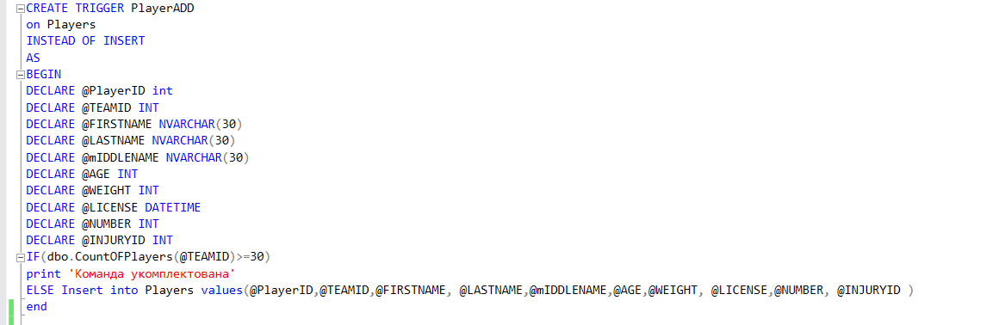 CREATE TRIGGER PlayerADD
on Players
INSTEAD OF INSERT
AS
BEGIN
DECLARE @PlayerID int
DECLARE @TEAMID INT
DECLARE @FIRSTNAME NVARCHAR(30)
DECLARE @LASTNAME NVARCHAR(30)
DECLARE @mIDDLENAME NVARCHAR(30)
DECLARE @AGE INT
DECLARE @WEIGHT INT
DECLARE @LICENSE DATETIME
DECLARE @NUMBER INT
DECLARE @INJURYID INT
IF(dbo.CountOFPlayers(@TEAMID)>=30)
print 'Команда укомплектована'
ELSE Insert into Players values(@PlayerID,@TEAMID,@FIRSTNAME, @LASTNAME,@mIDDLENAME,@AGE,@WEIGHT, @LICENSE,@NUMBER, @INJURYID )
end